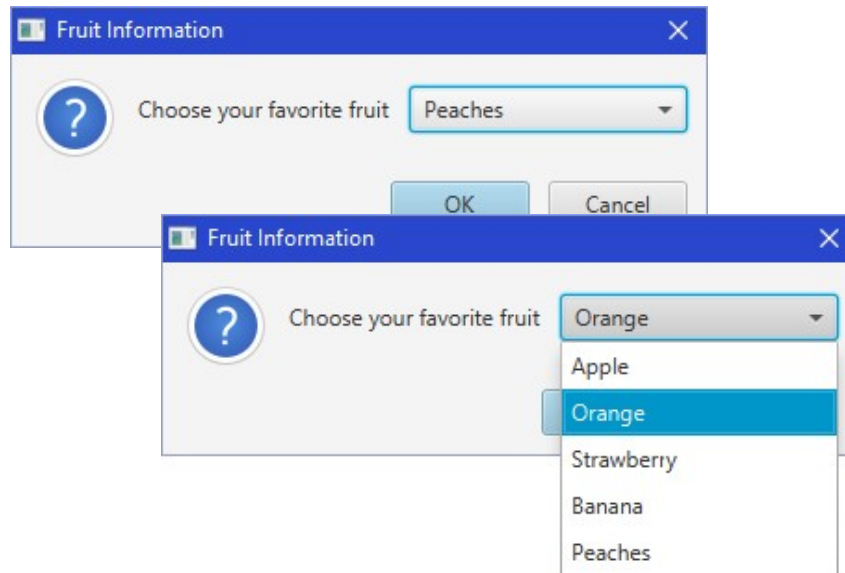 Fruit Information
?
Choose your favorite fruit Peaches
OK Cancel
Fruit Information
?
Choose your favorite fruit Orange
Apple
Orange
Strawberry
Banana
Peaches